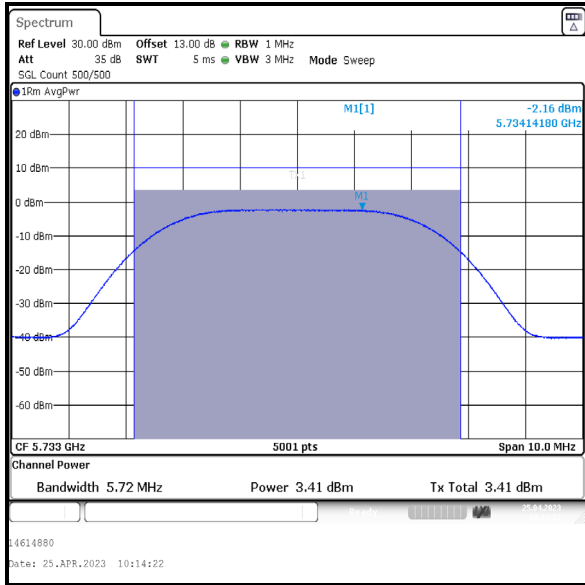 Spectrum
Ref Level 30.00 dBm Offset 13.00 dB RBW 1 MHz
Att 35 dB SWT 5 ms VBW 3 MHz Mode Sweep
SGL Count 500/500
1Rm AvgPwr
M1[1] -2.16 dBm
5.73414180 GHz
20 dBm
10 dBm
Tx1
0 dBm
M1
-10 dBm
-20 dBm
-30 dBm
-40 dBm
-50 dBm
-60 dBm
CF 5.733 GHz 5001 pts Span 10.0 MHz
Channel Power
Bandwidth 5.72 MHz Power 3.41 dBm Tx Total 3.41 dBm
Ready 25.04.2023
14614880
Date: 25.APR.2023 10:14:22